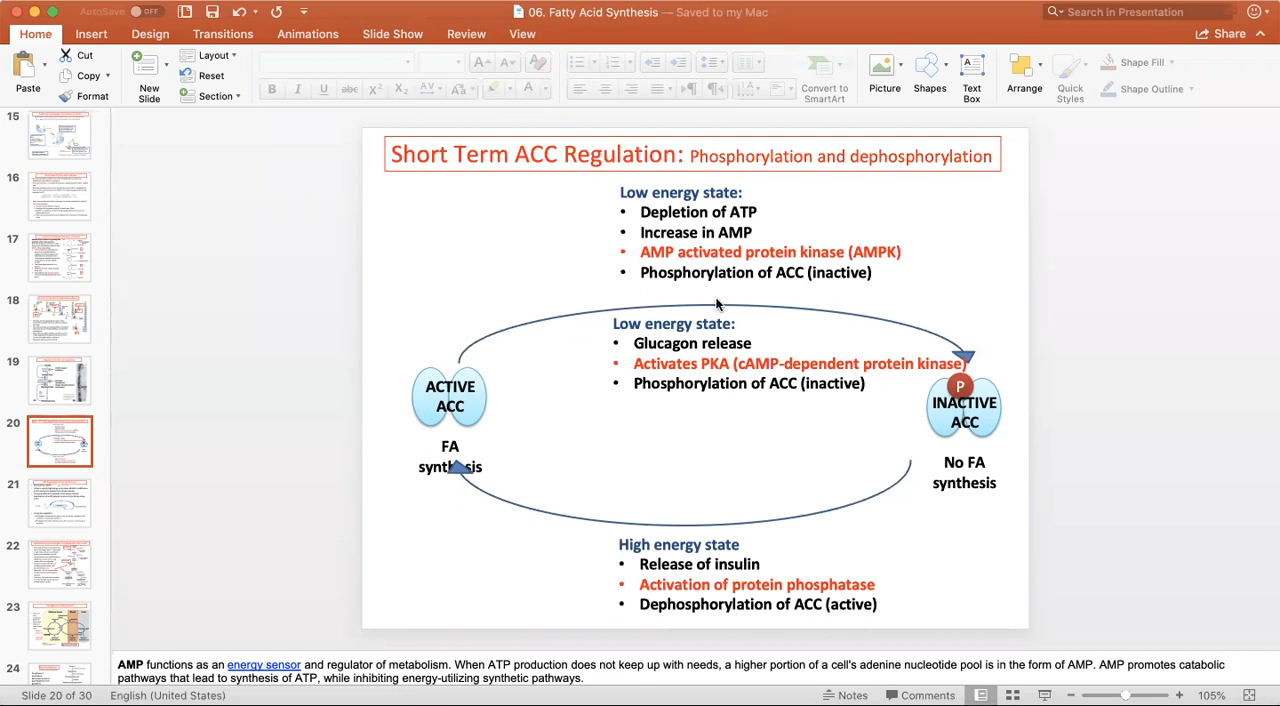 AutoSave OFF
06. Fatty Acid Synthesis — Saved to my Mac
Search in Presentation
Home Insert Design Transitions Animations Slide Show Review View
Share
Paste
Cut
Copy
Format
New
Slide
Layout
Reset
Section
Convert to
SmartArt
Picture
Shapes
Text
Box
Arrange
Quick
Styles
Shape Fill
Shape Outline
15
16
17
18
19
20
21
22
23
24
Short Term ACC Regulation: Phosphorylation and dephosphorylation
Low energy state:
• Depletion of ATP
• Increase in AMP
• AMP activated protein kinase (AMPK)
• Phosphorylation of ACC (inactive)
Low energy state:
• Glucagon release
• Activates PKA (cAMP-dependent protein kinase)
• Phosphorylation of ACC (inactive)
ACTIVE
ACC
FA
synthesis
P
INACTIVE
ACC
No FA
synthesis
High energy state
• Release of insulin
• Activation of protein phosphatase
• Dephosphorylation of ACC (active)
AMP functions as an energy sensor and regulator of metabolism. When ATP production does not keep up with needs, a higher portion of a cell's adenine nucleotide pool is in the form of AMP. AMP promotes catabolic
pathways that lead to synthesis of ATP, while inhibiting energy-utilizing synthetic pathways.
Slide 20 of 30 English (United States)
Notes Comments
105%